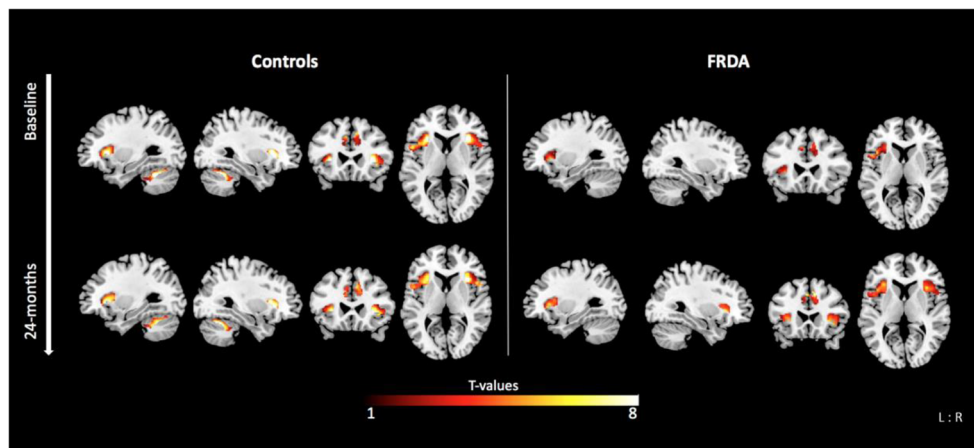 Controls
FRDA
Baseline
24-months
T-values
1
8
L : R